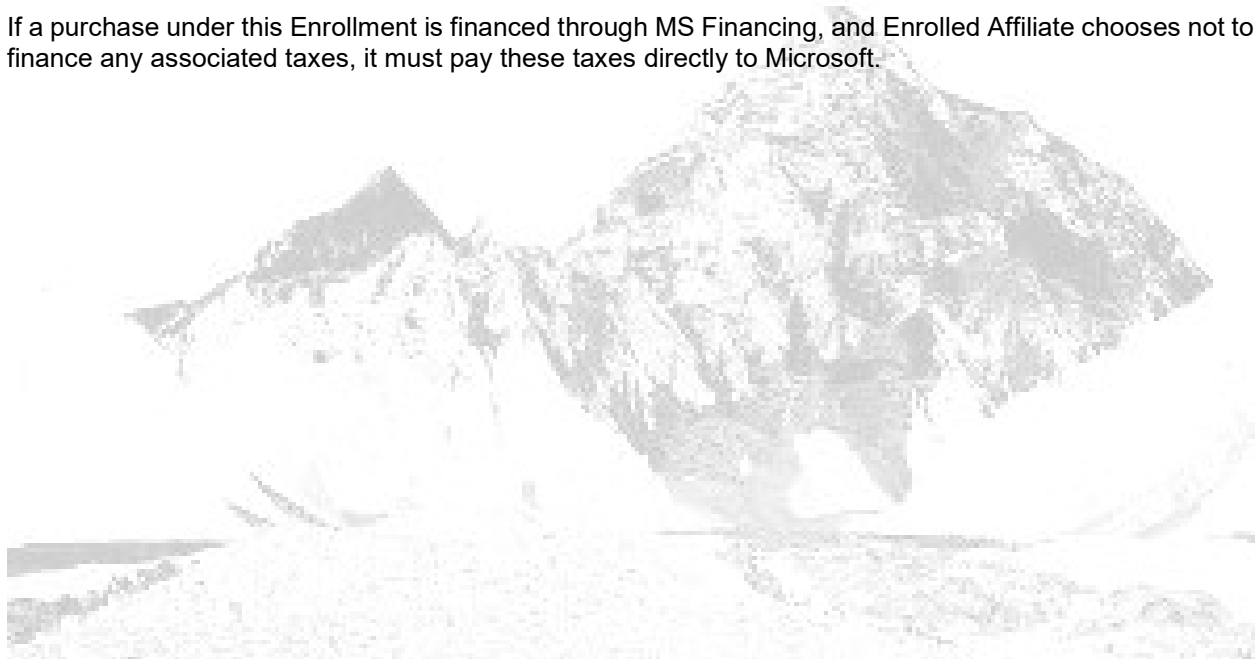 If a purchase under this Enrollment is financed through MS Financing, and Enrolled Affiliate chooses not to
finance any associated taxes, it must pay these taxes directly to Microsoft.